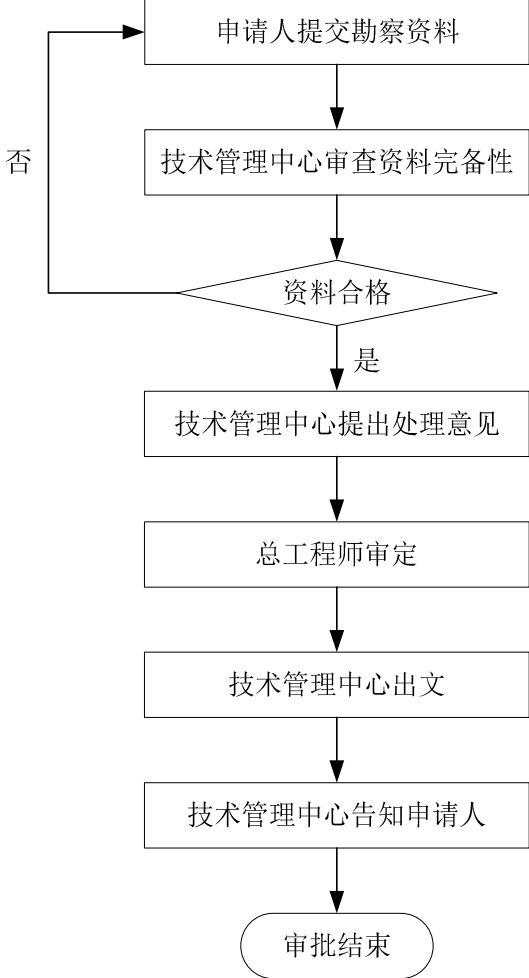 申请人提交勘察资料
否
技术管理中心审查资料完备性
资料合格
是
技术管理中心提出处理意见
总工程师审定
技术管理中心出文
技术管理中心告知申请人
审批结束